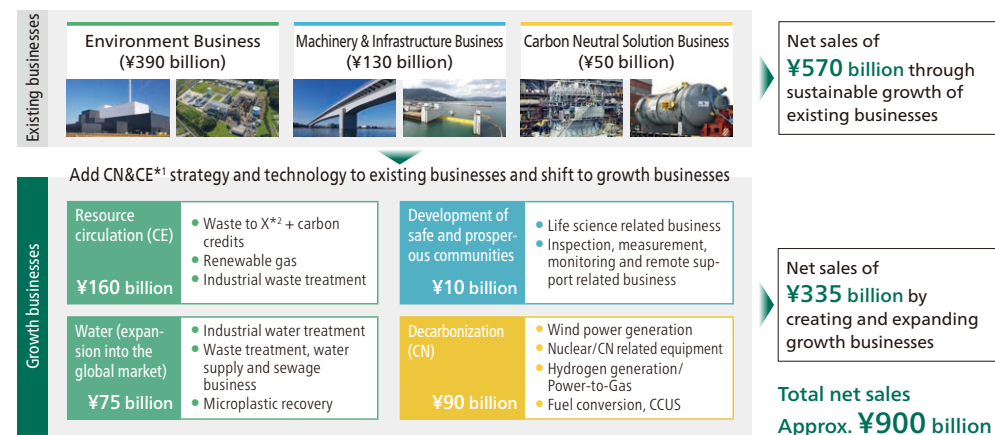 Existing businesses
Environment Business
(¥390 billion)
Machinery & Infrastructure Business
(¥130 billion)
Carbon Neutral Solution Business
(¥50 billion)
Net sales of
¥570 billion through
sustainable growth of
existing businesses
Add CN&CE*1 strategy and technology to existing businesses and shift to growth businesses
Growth businesses
Resource
circulation (CE)
¥160 billion
• Waste to X*2 + carbon
credits
• Renewable gas
• Industrial waste treatment
Development of
safe and prosper-
ous communities
¥10 billion
• Life science related business
• Inspection, measurement,
monitoring and remote sup-
port related business
Water (expan-
sion into the
global market)
¥75 billion
• Industrial water treatment
• Waste treatment, water
supply and sewage
business
• Microplastic recovery
Decarbonization
(CN)
¥90 billion
• Wind power generation
• Nuclear/CN related equipment
• Hydrogen generation/
Power-to-Gas
• Fuel conversion, CCUS
Net sales of
¥335 billion by
creating and expanding
growth businesses
Total net sales
Approx. ¥900 billion